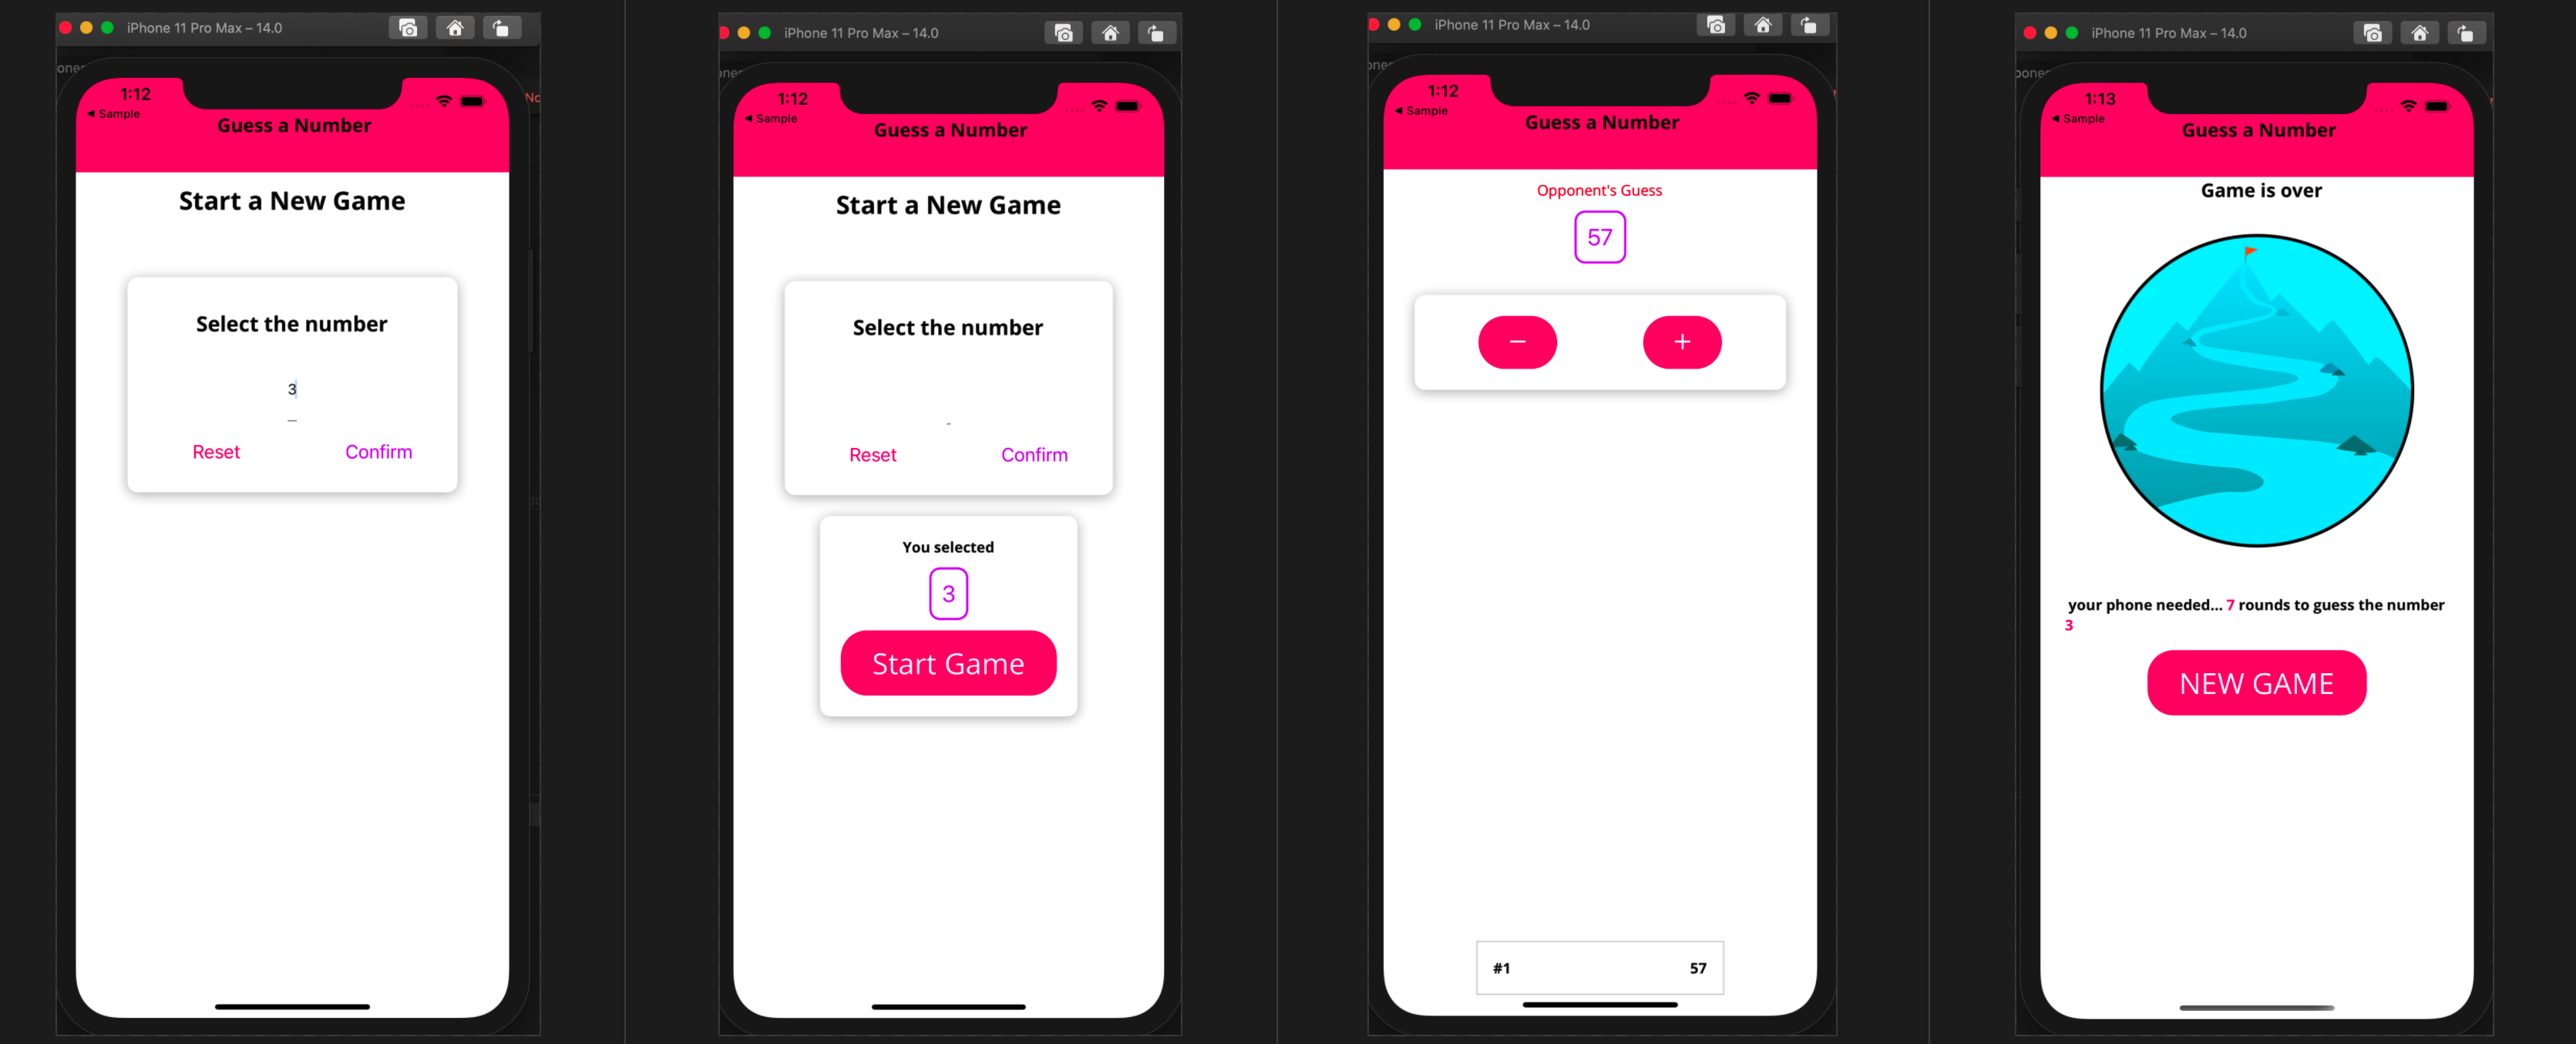 iPhone 11 Pro Max – 14.0
1:12
◀ Sample
Guess a Number
Start a New Game
Select the number
3
Reset
Confirm
iPhone 11 Pro Max – 14.0
1:12
◀ Sample
Guess a Number
Start a New Game
Select the number
Reset
Confirm
You selected
3
Start Game
iPhone 11 Pro Max – 14.0
1:12
◀ Sample
Guess a Number
Opponent's Guess
57
−
+
#1 57
iPhone 11 Pro Max – 14.0
1:13
◀ Sample
Guess a Number
Game is over
your phone needed... 7 rounds to guess the number
3
NEW GAME